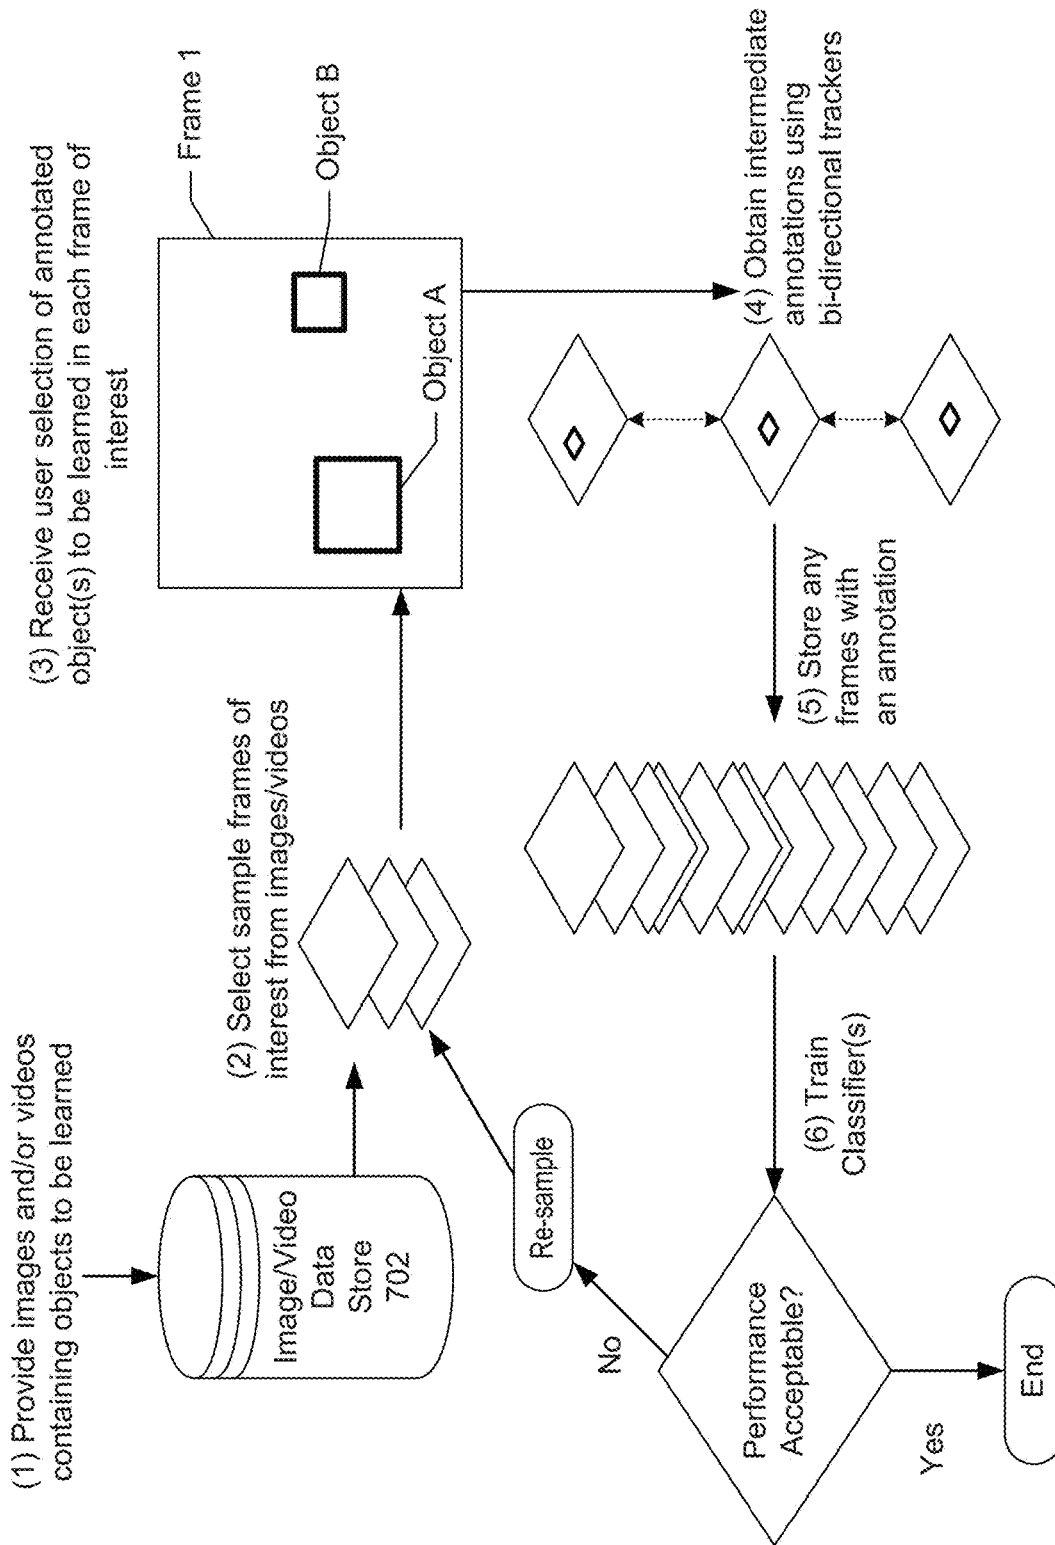 (1) Provide images and/or videos
containing objects to be learned
Image/Video
Data
Store
702
(2) Select sample frames of
interest from images/videos
(3) Receive user selection of annotated
object(s) to be learned in each frame of
interest
Frame 1
Object B
Object A
(4) Obtain intermediate
annotations using
bi-directional trackers
(5) Store any
frames with
an annotation
(6) Train
Classifier(s)
Performance
Acceptable?
No
Re-sample
Yes
End